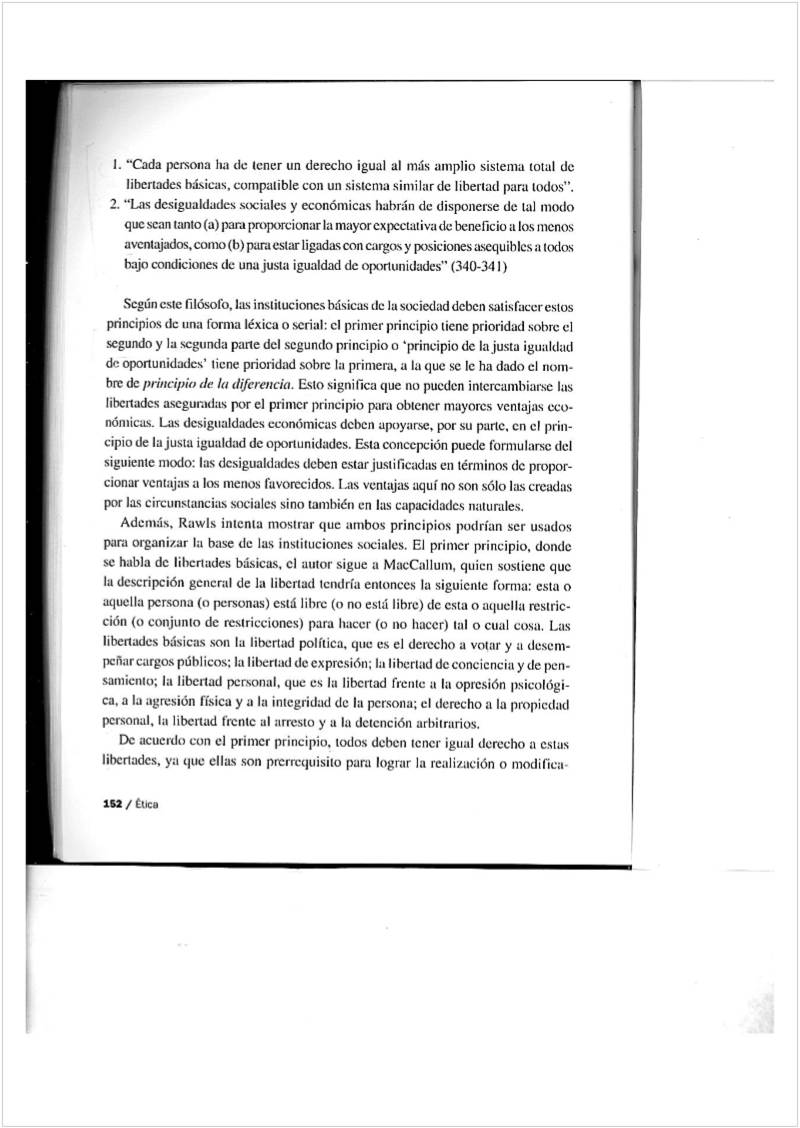 1. “Cada persona ha de tener un derecho igual al más amplio sistema total de
libertades básicas, compatible con un sistema similar de libertad para todos”.
2. “Las desigualdades sociales y económicas habrán de disponerse de tal modo
que sean tanto (a) para proporcionar la mayor expectativa de beneficio a los menos
aventajados, como (b) para estar ligadas con cargos y posiciones asequibles a todos
bajo condiciones de una justa igualdad de oportunidades” (340-341)
Según este filósofo, las instituciones básicas de la sociedad deben satisfacer estos
principios de una forma léxica o serial: el primer principio tiene prioridad sobre el
segundo y la segunda parte del segundo principio o ‘principio de la justa igualdad
de oportunidades’ tiene prioridad sobre la primera, a la que se le ha dado el nom-
bre de principio de la diferencia. Esto significa que no pueden intercambiarse las
libertades aseguradas por el primer principio para obtener mayores ventajas eco-
nómicas. Las desigualdades económicas deben apoyarse, por su parte, en el prin-
cipio de la justa igualdad de oportunidades. Esta concepción puede formularse del
siguiente modo: las desigualdades deben estar justificadas en términos de propor-
cionar ventajas a los menos favorecidos. Las ventajas aquí no son sólo las creadas
por las circunstancias sociales sino también en las capacidades naturales.
Además, Rawls intenta mostrar que ambos principios podrían ser usados
para organizar la base de las instituciones sociales. El primer principio, donde
se habla de libertades básicas, el autor sigue a MacCallum, quien sostiene que
la descripción general de la libertad tendría entonces la siguiente forma: esta o
aquella persona (o personas) está libre (o no está libre) de esta o aquella restric-
ción (o conjunto de restricciones) para hacer (o no hacer) tal o cual cosa. Las
libertades básicas son la libertad política, que es el derecho a votar y a desem-
peñar cargos públicos; la libertad de expresión; la libertad de conciencia y de pen-
samiento; la libertad personal, que es la libertad frente a la opresión psicológi-
ca, a la agresión física y a la integridad de la persona; el derecho a la propiedad
personal, la libertad frente al arresto y a la detención arbitrarios.
De acuerdo con el primer principio, todos deben tener igual derecho a estas
libertades, ya que ellas son prerrequisito para lograr la realización o modifica-
152 / Ética